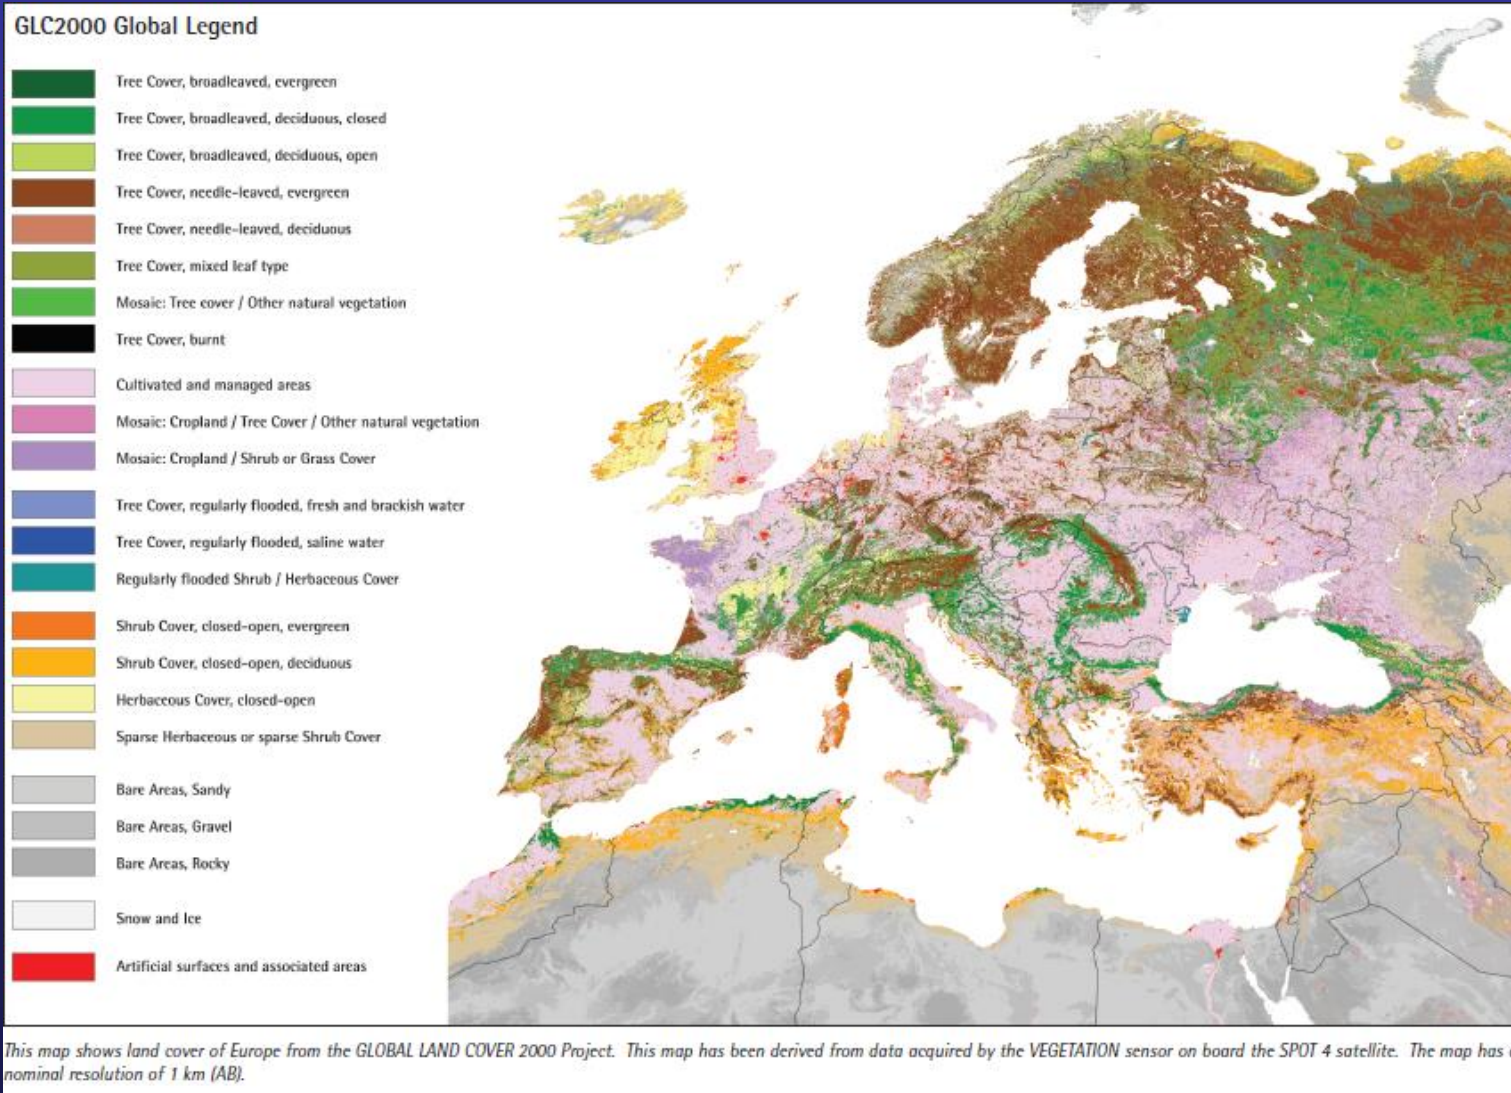 GLC2000 Global Legend
Tree Cover, broadleaved, evergreen
Tree Cover, broadleaved, deciduous, closed
Tree Cover, broadleaved, deciduous, open
Tree Cover, needle-leaved, evergreen
Tree Cover, needle-leaved, deciduous
Tree Cover, mixed leaf type
Mosaic: Tree cover / Other natural vegetation
Tree Cover, burnt
Cultivated and managed areas
Mosaic: Cropland / Tree Cover / Other natural vegetation
Mosaic: Cropland / Shrub or Grass Cover
Tree Cover, regularly flooded, fresh and brackish water
Tree Cover, regularly flooded, saline water
Regularly flooded Shrub / Herbaceous Cover
Shrub Cover, closed-open, evergreen
Shrub Cover, closed-open, deciduous
Herbaceous Cover, closed-open
Sparse Herbaceous or sparse Shrub Cover
Bare Areas, Sandy
Bare Areas, Gravel
Bare Areas, Rocky
Snow and Ice
Artificial surfaces and associated areas
This map shows land cover of Europe from the GLOBAL LAND COVER 2000 Project. This map has been derived from data acquired by the VEGETATION sensor on board the SPOT 4 satellite. The map has
nominal resolution of 1 km (AB).